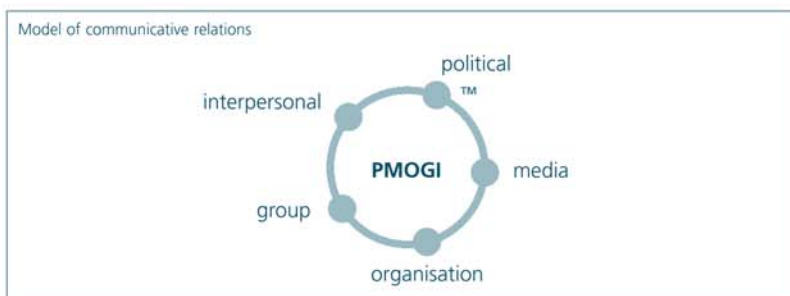 Model of communicative relations
political
™
interpersonal
PMOGI
media
group
organisation